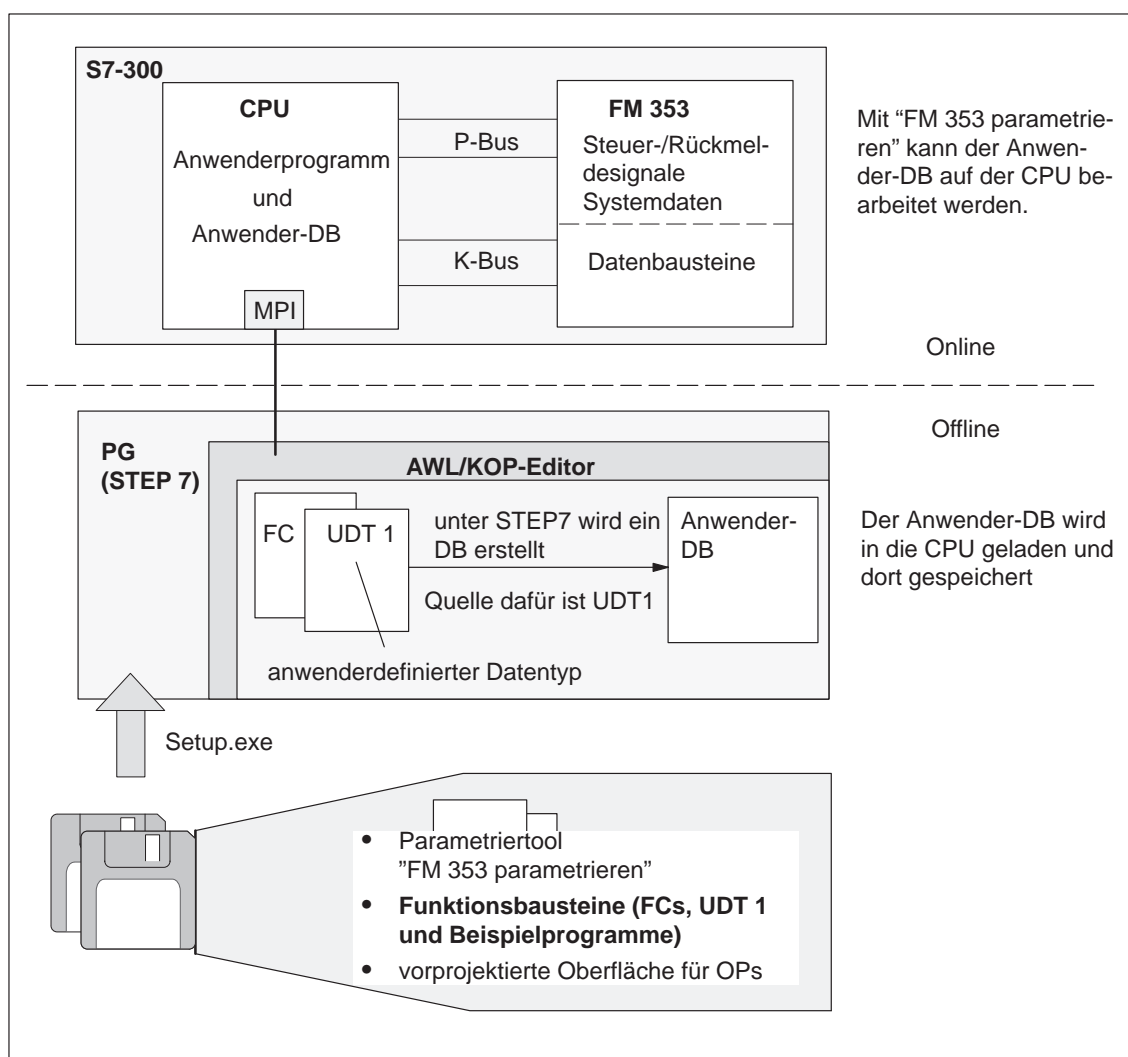 S7-300
CPU
Anwenderprogramm
und
Anwender-DB
MPI
P-Bus
K-Bus
FM 353
Steuer-/Rückmel-
designale
Systemdaten
Datenbausteine
Mit “FM 353 parametrie-
ren” kann der Anwen-
der-DB auf der CPU be-
arbeitet werden.
Online
Offline
PG
(STEP 7)
AWL/KOP-Editor
FC
UDT 1
unter STEP7 wird ein
DB erstellt
Quelle dafür ist UDT1
Anwender-
DB
anwenderdefinierter Datentyp
Der Anwender-DB wird
in die CPU geladen und
dort gespeichert
Setup.exe
• Parametriertool
”FM 353 parametrieren”
• Funktionsbausteine (FCs, UDT 1
und Beispielprogramme)
• vorprojektierte Oberfläche für OPs